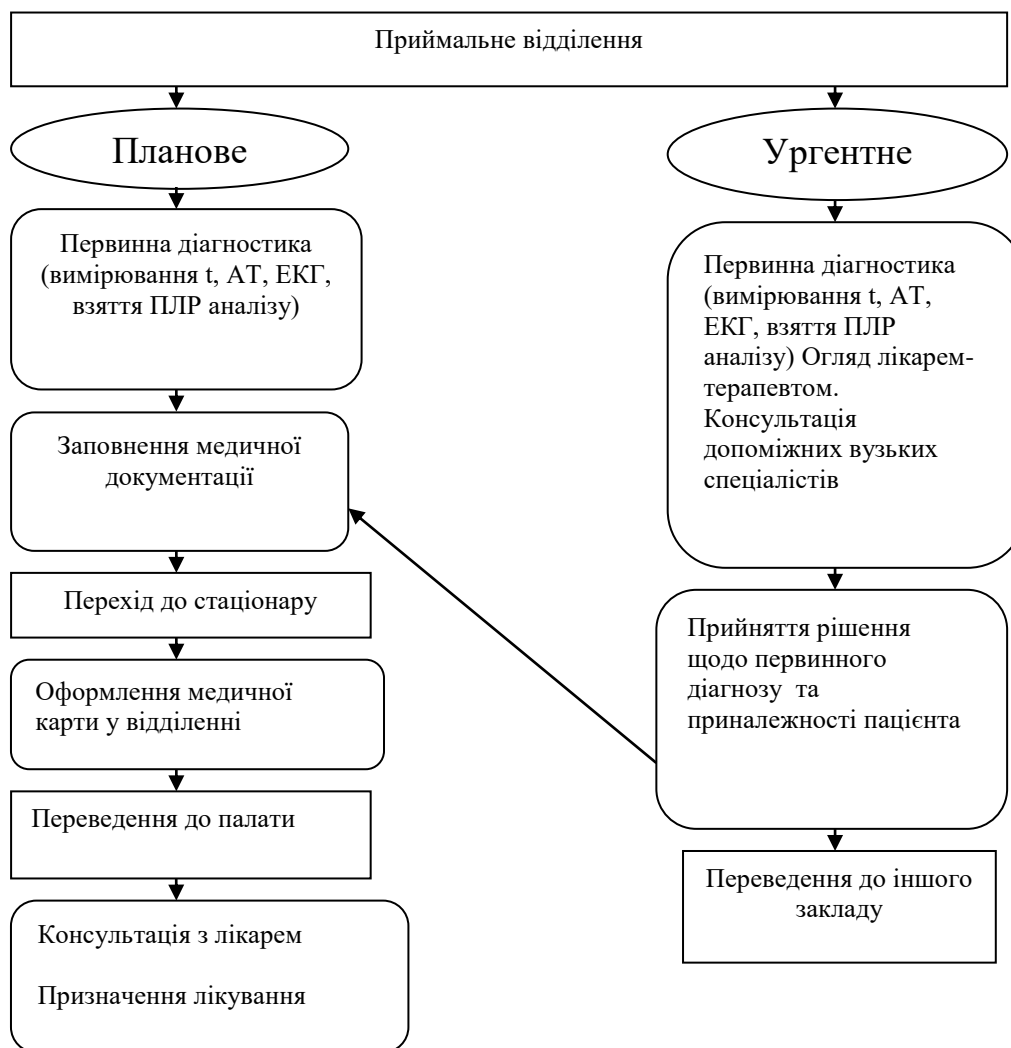 Приймальне відділення
Планове
Ургентне
Первинна діагностика
(вимірювання t, АТ, ЕКГ,
взяття ПЛР аналізу)
Первинна діагностика
(вимірювання t, АТ,
ЕКГ, взяття ПЛР
аналізу) Огляд лікарем-
терапевтом.
Консультація
допоміжних вузьких
спеціалістів
Заповнення медичної
документації
Перехід до стаціонару
Прийняття рішення
щодо первинного
діагнозу та
приналежності пацієнта
Оформлення медичної
карти у відділенні
Переведення до палати
Переведення до іншого
закладу
Консультація з лікарем
Призначення лікування